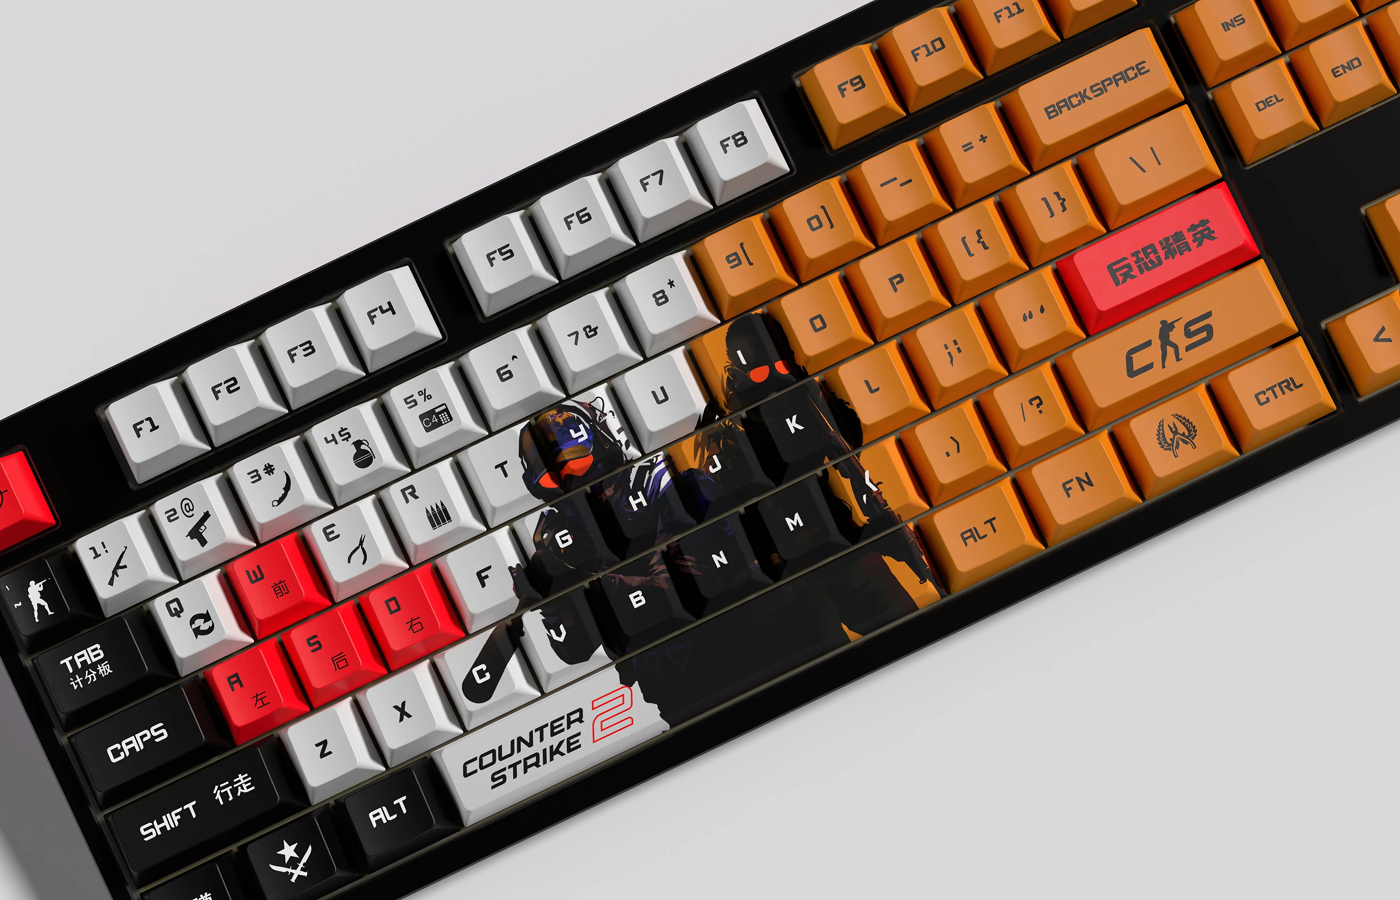 F1
F2
F3
F4
F5
F6
F7
F8
F9
F10
F11
INS
~ `
1!
2@
3#
4$
5%
C4
6^
7&
8*
9(
0)
-_
=+
BACKSPACE
DEL
END
TAB
计分板
Q
W
前
E
R
T
Y
U
I
O
P
[{
]}
\|
CAPS
A
左
S
后
D
右
F
G
H
J
K
L
;:
"'
反恐精英
SHIFT 行走
Z
X
C
V
B
N
M
.>
/?
CS
ALT
COUNTER
STRIKE 2
ALT
FN
CTRL
<